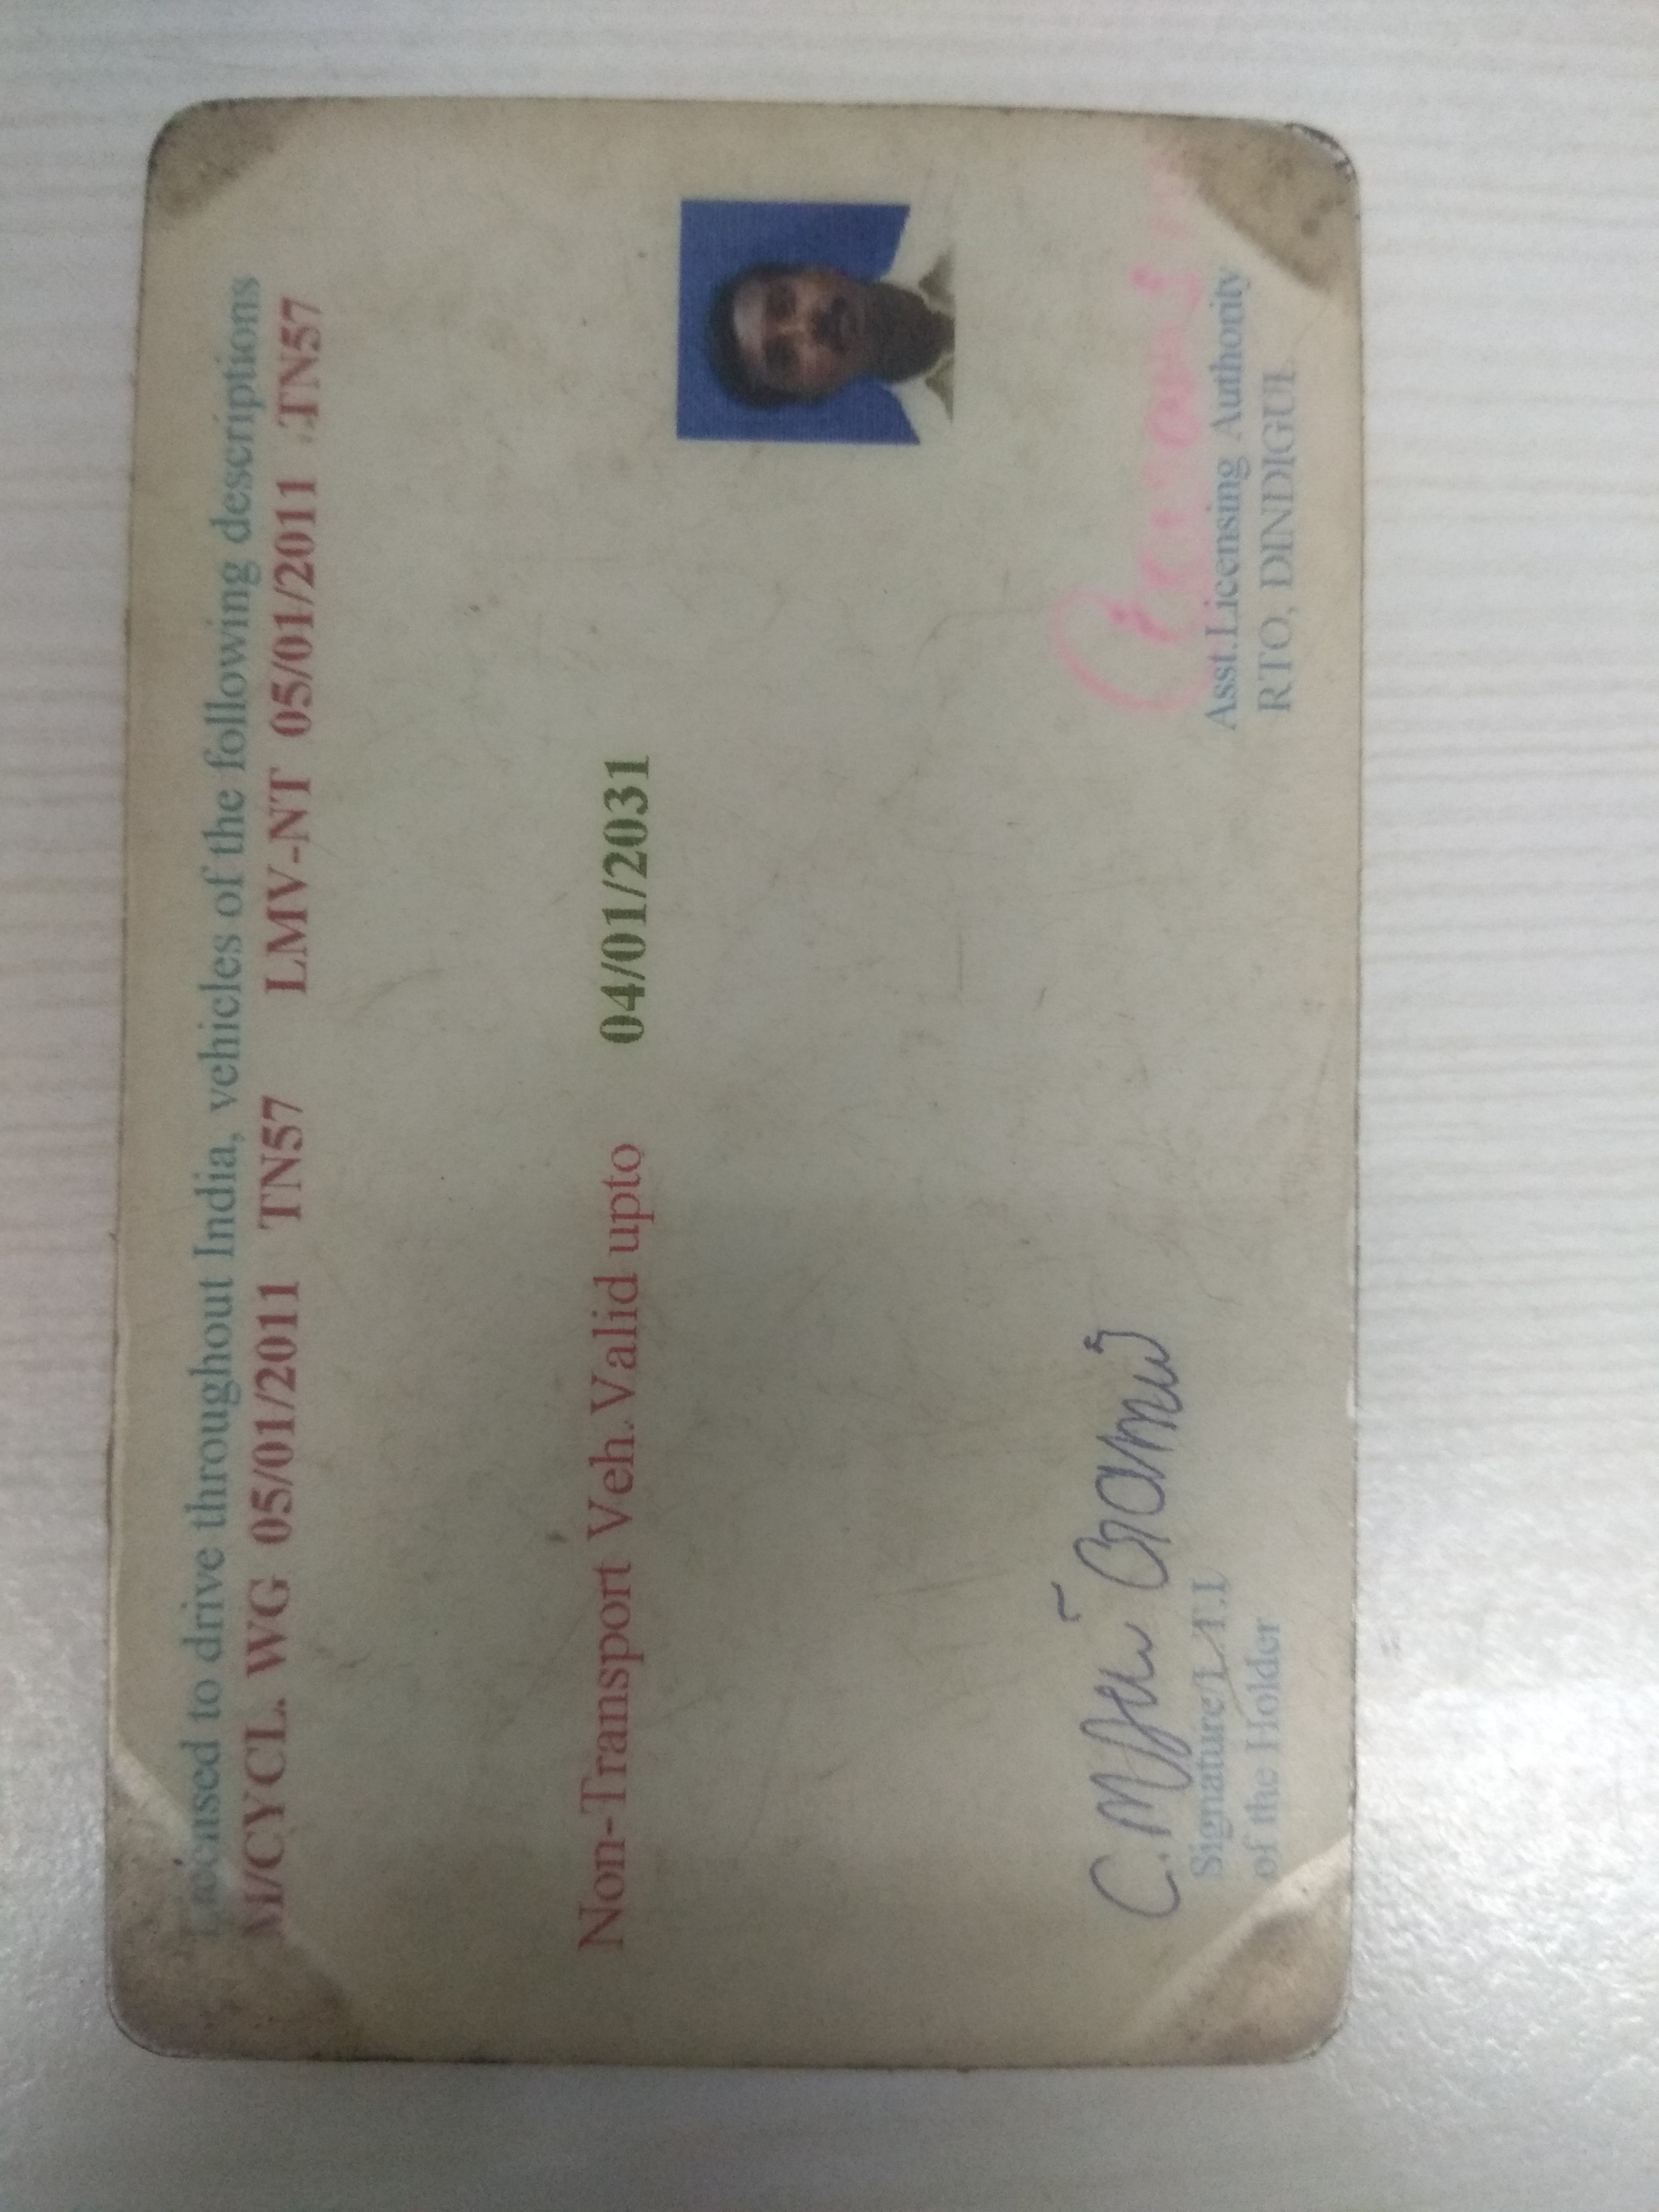 Licensed to drive throughout India, vehicles of the following descriptions
M/CYCL. WG 05/01/2011 TN57 LMV-NT 05/01/2011 TN57
Non-Transport Veh. Valid upto 04/01/2031
Signature/L.T.I
of the Holder
Asst.Licensing Authority
RTO, DINDIGUL